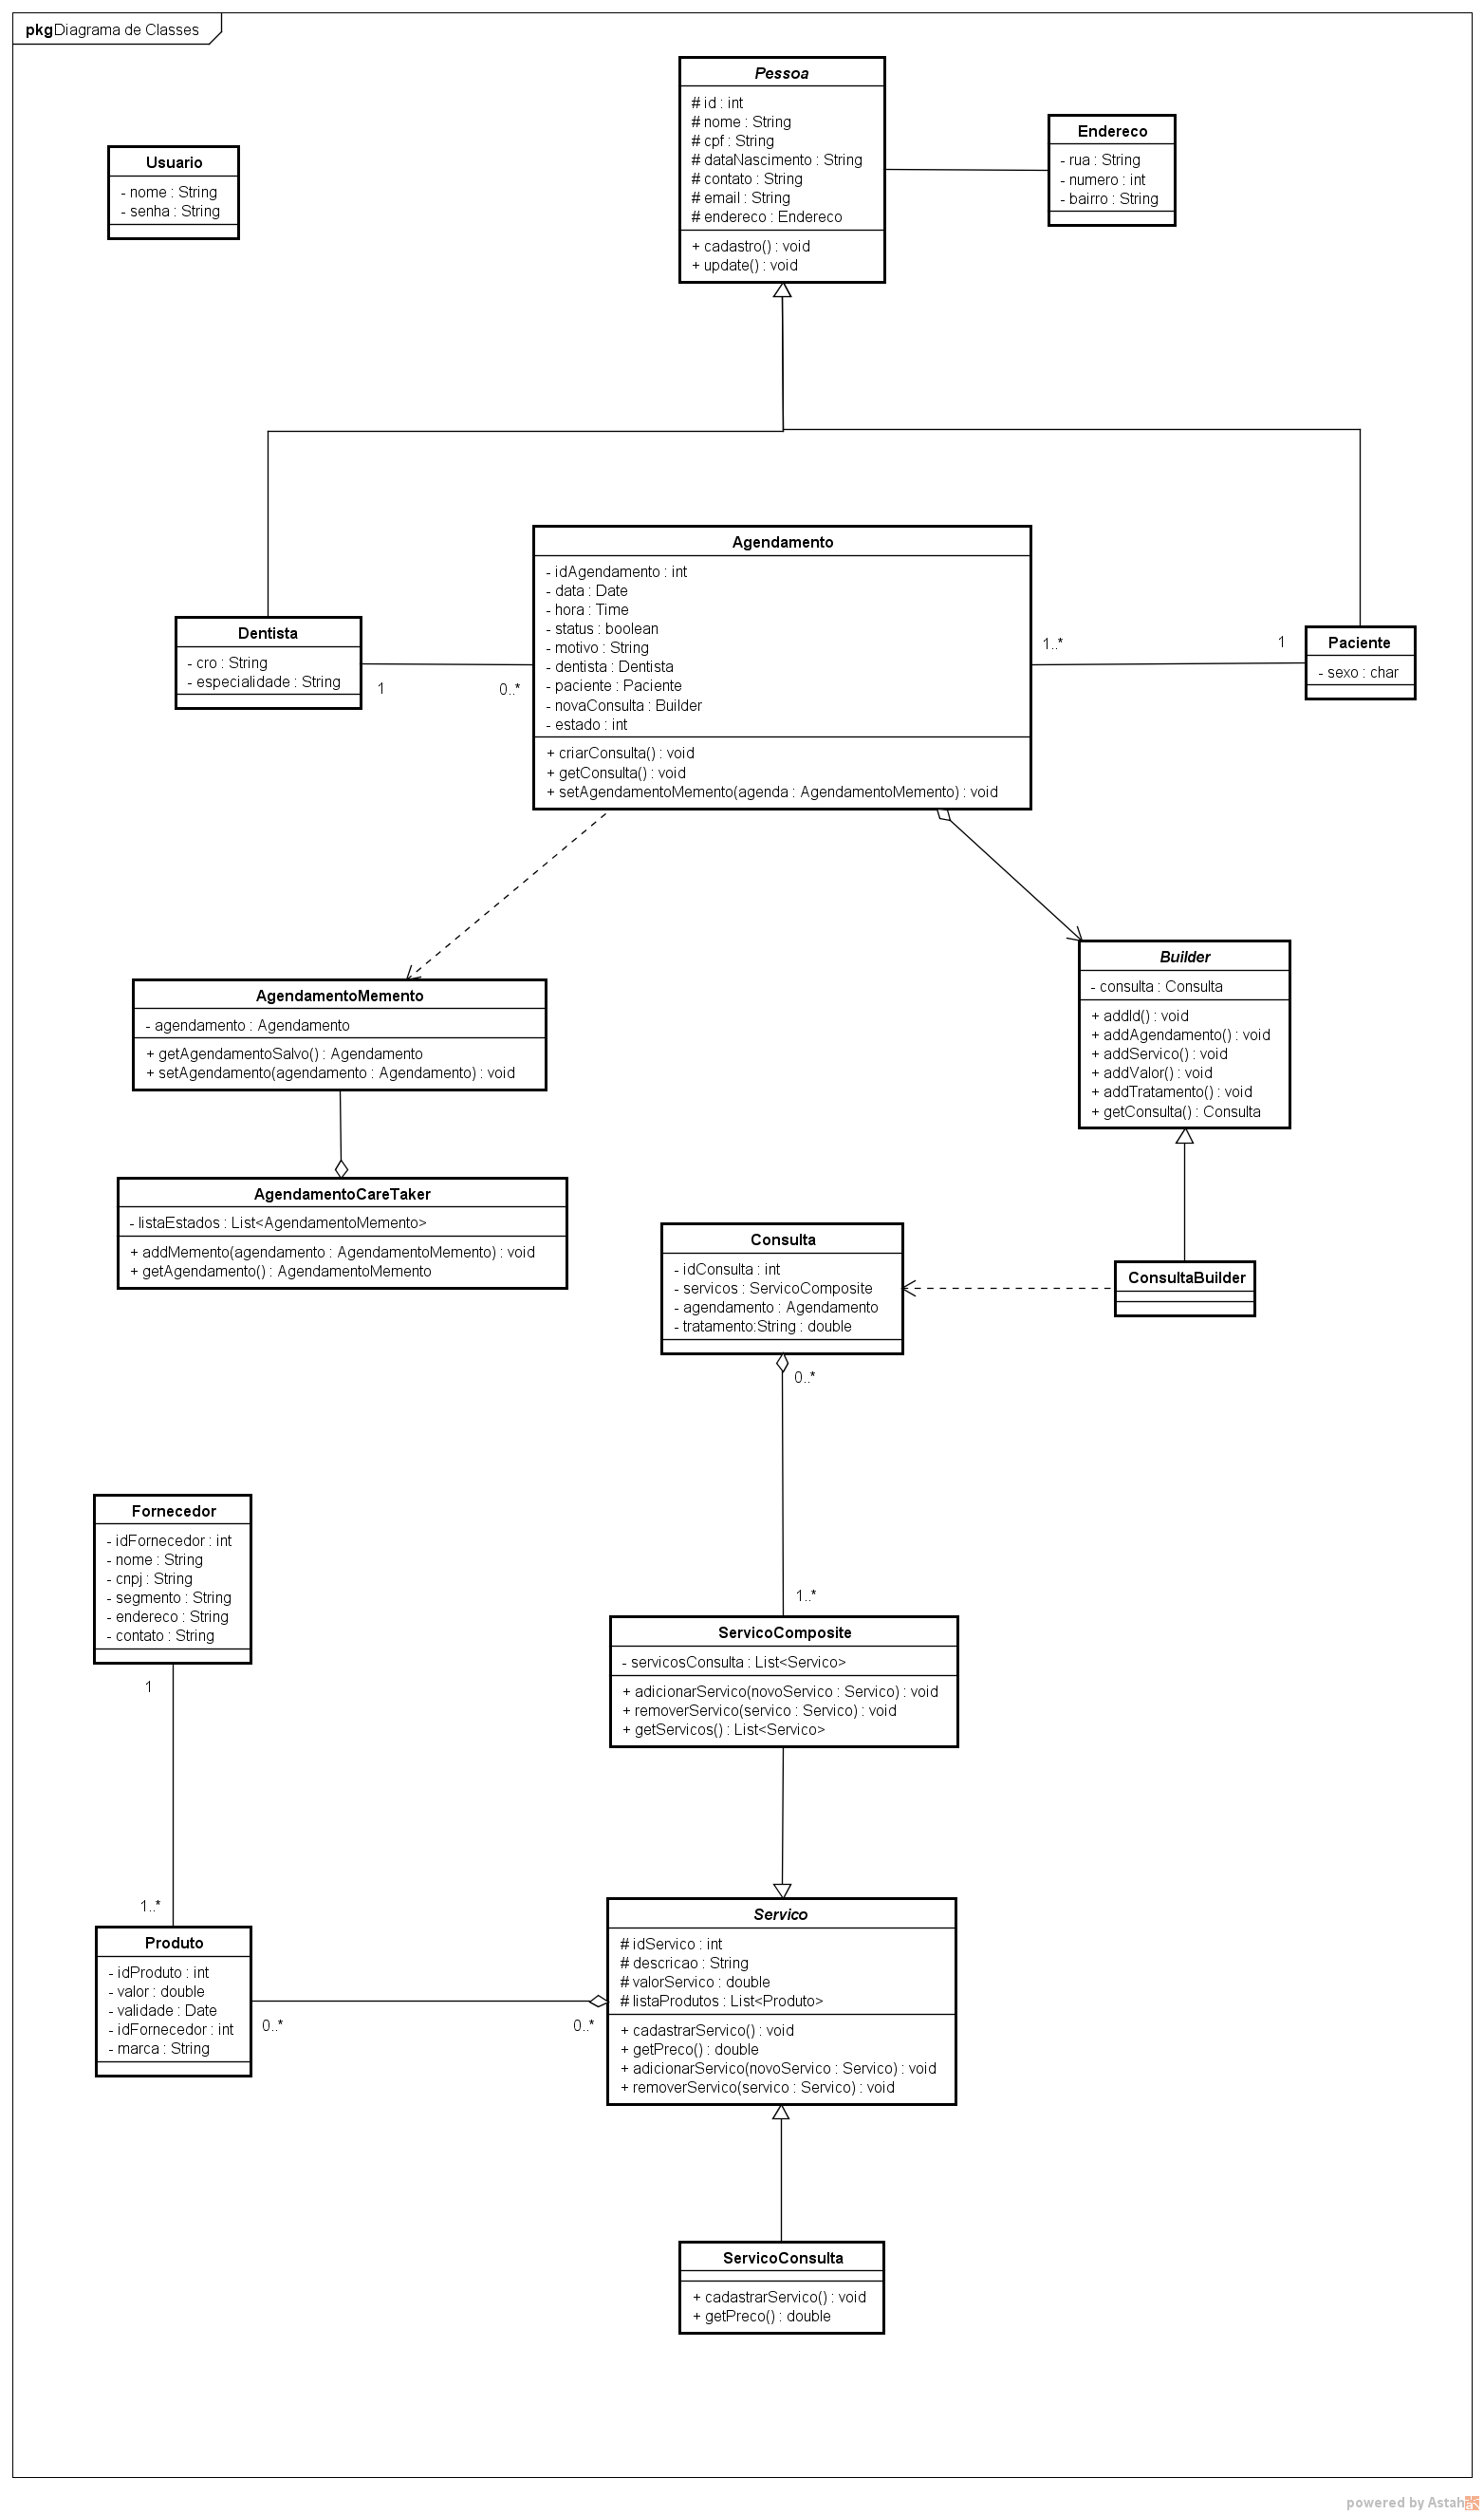 pkg Diagrama de Classes
Pessoa
# id : int
# nome : String
# cpf : String
# dataNascimento : String
# contato : String
# email : String
# endereco : Endereco
+ cadastro() : void
+ update() : void
Endereco
- rua : String
- numero : int
- bairro : String
Usuario
- nome : String
- senha : String
Agendamento
- idAgendamento : int
- data : Date
- hora : Time
- status : boolean
- motivo : String
- dentista : Dentista
- paciente : Paciente
- novaConsulta : Builder
- estado : int
+ criarConsulta() : void
+ getConsulta() : void
+ setAgendamentoMemento(agenda : AgendamentoMemento) : void
Dentista
- cro : String
- especialidade : String
1
0..*
1..*
1
Paciente
- sexo : char
Builder
- consulta : Consulta
+ addId() : void
+ addAgendamento() : void
+ addServico() : void
+ addValor() : void
+ addTratamento() : void
+ getConsulta() : Consulta
AgendamentoMemento
- agendamento : Agendamento
+ getAgendamentoSalvo() : Agendamento
+ setAgendamento(agendamento : Agendamento) : void
AgendamentoCareTaker
- listaEstados : List<AgendamentoMemento>
+ addMemento(agendamento : AgendamentoMemento) : void
+ getAgendamento() : AgendamentoMemento
Consulta
- idConsulta : int
- servicos : ServicoComposite
- agendamento : Agendamento
- tratamento:String : double
ConsultaBuilder
0..*
1..*
Fornecedor
- idFornecedor : int
- nome : String
- cnpj : String
- segmento : String
- endereco : String
- contato : String
1
1..*
ServicoComposite
- servicosConsulta : List<Servico>
+ adicionarServico(novoServico : Servico) : void
+ removerServico(servico : Servico) : void
+ getServicos() : List<Servico>
Produto
- idProduto : int
- valor : double
- validade : Date
- idFornecedor : int
- marca : String
0..*
0..*
Servico
# idServico : int
# descricao : String
# valorServico : double
# listaProdutos : List<Produto>
+ cadastrarServico() : void
+ getPreco() : double
+ adicionarServico(novoServico : Servico) : void
+ removerServico(servico : Servico) : void
ServicoConsulta
+ cadastrarServico() : void
+ getPreco() : double
powered by Astah